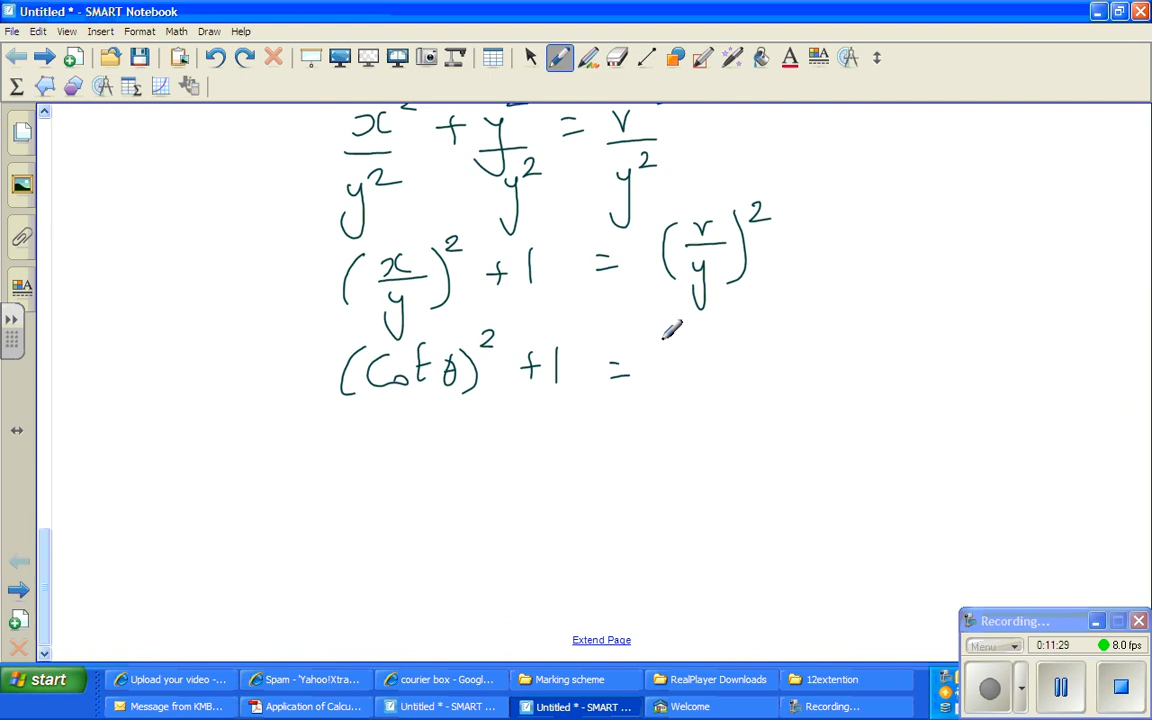 Untitled * - SMART Notebook
File Edit View Insert Format Math Draw Help
x² + y² = r
y² y² y²
(x/y)² + 1 = (r/y)²
(Cot θ)² + 1 =
Extend Page
Recording...
Menu 0:11:29 8.0 fps
start Upload your video -... Spam - 'Yahoo!Xtra... courier box - Googl... Marking scheme RealPlayer Downloads 12extention
Message from KMB... Application of Calcu... Untitled * - SMART ... Untitled * - SMART ... Welcome Recording...